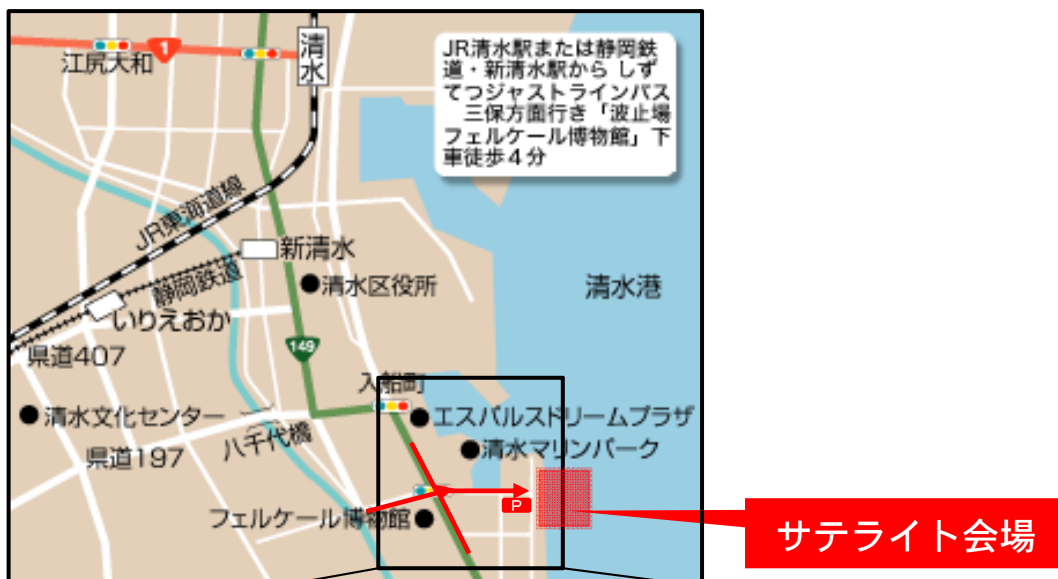 江尻大和
1
清水
JR清水駅または静岡鉄
道・新清水駅から しず
てつジャストラインバス
三保方面行き「波止場
フェルケール博物館」下
車徒歩4分
JR東海道線
新清水
静岡鉄道
清水区役所
清水港
いりえおか
県道407
149
入船町
清水文化センター
エスパルスドリームプラザ
八千代橋
清水マリンパーク
県道197
P
フェルケール博物館
サテライト会場